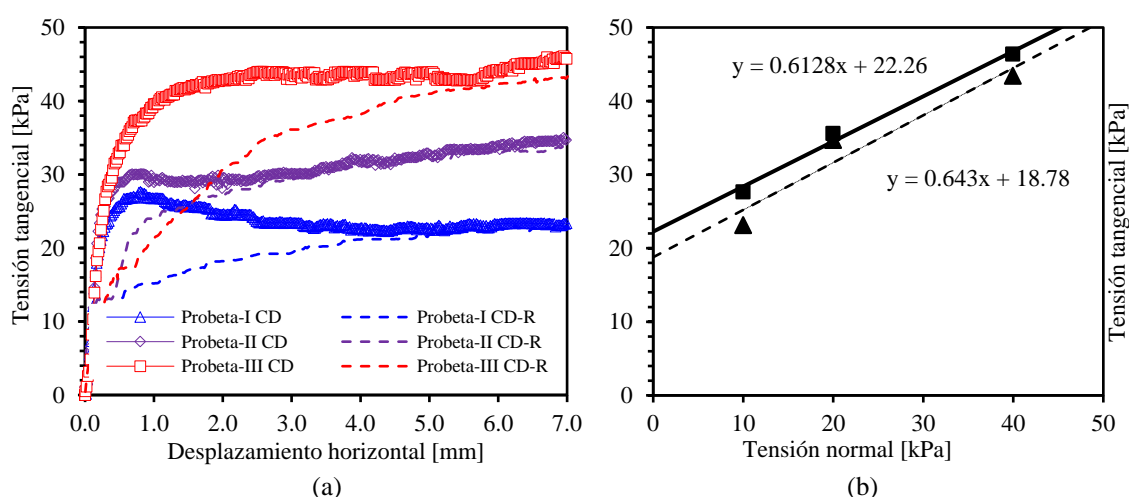 Tensión tangencial [kPa]
50
40
30
20
10
0
0.0 1.0 2.0 3.0 4.0 5.0 6.0 7.0
Desplazamiento horizontal [mm]
Probeta-I CD
Probeta-II CD
Probeta-III CD
Probeta-I CD-R
Probeta-II CD-R
Probeta-III CD-R
(a)
50
40
30
20
10
0
y = 0.6128x + 22.26
y = 0.643x + 18.78
0 10 20 30 40 50
Tensión normal [kPa]
Tensión tangencial [kPa]
(b)